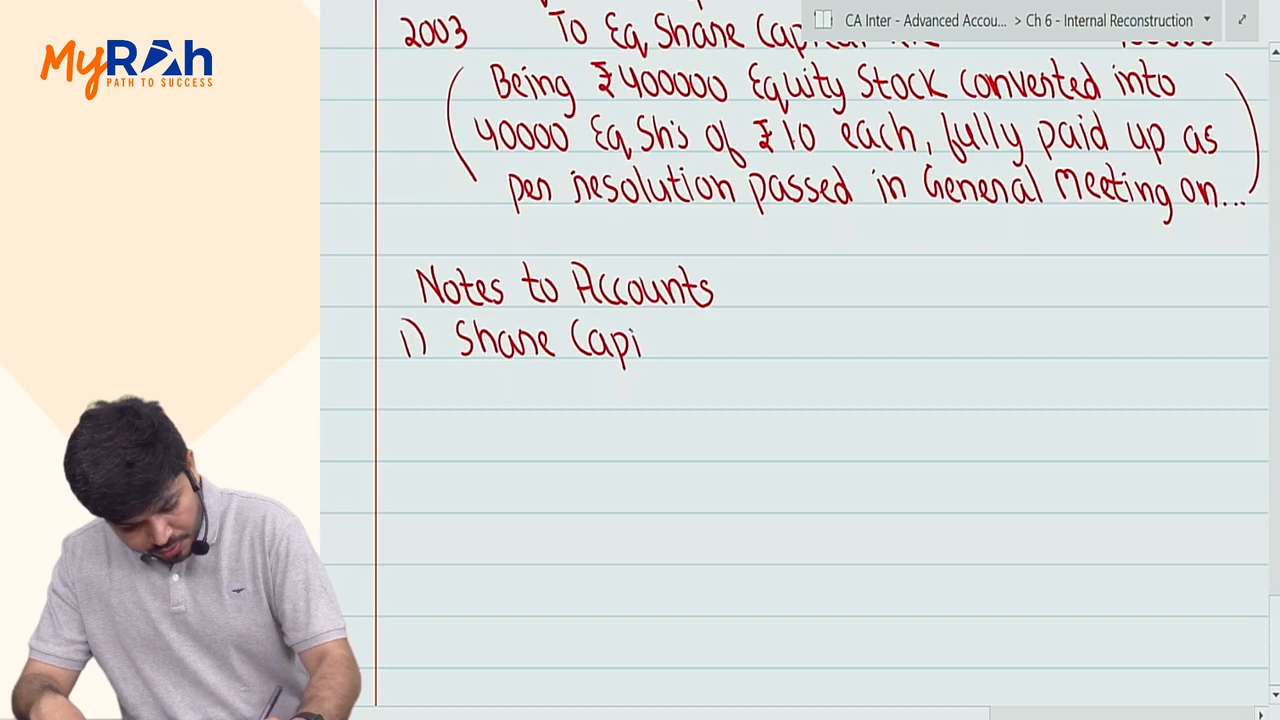 MyRAh
PATH TO SUCCESS
CA Inter - Advanced Accou... > Ch 6 - Internal Reconstruction
2003 To Eq Share
(Being ₹400000 Equity Stock converted into
40000 Eq Sh's of ₹10 each, fully paid up as
per resolution passed in General Meeting on...)
Notes to Accounts
1) Share Capi